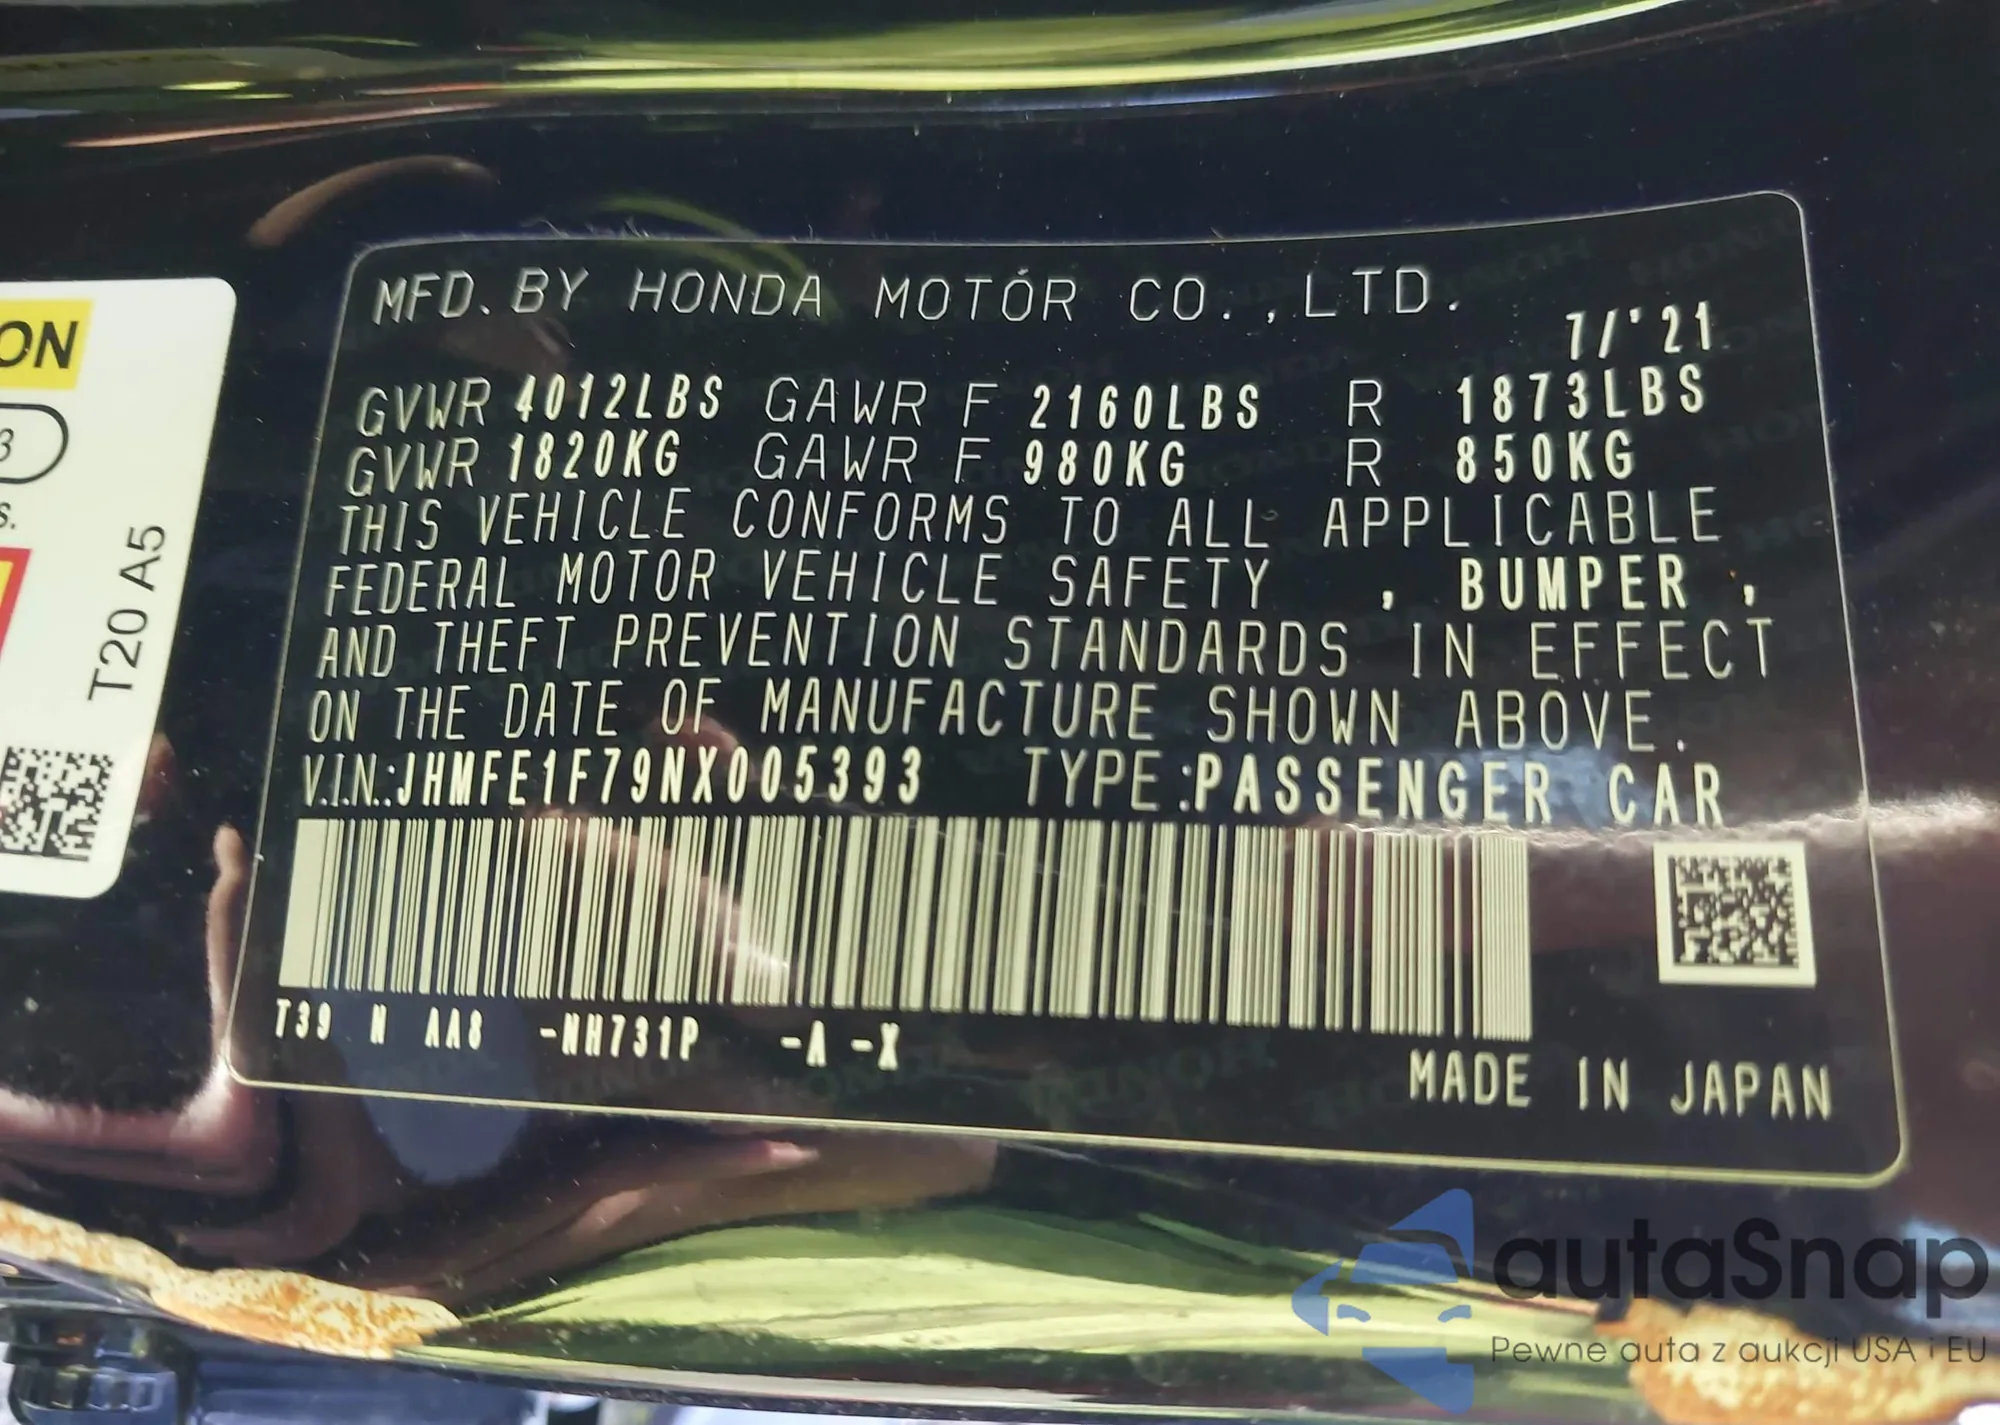 ON
3
S.
T20 A5
MFD. BY HONDA MOTOR CO., LTD.
7/'21
GVWR 4012LBS GAWR F 2160LBS R 1873LBS
GVWR 1820KG GAWR F 980KG R 850KG
THIS VEHICLE CONFORMS TO ALL APPLICABLE
FEDERAL MOTOR VEHICLE SAFETY , BUMPER ,
AND THEFT PREVENTION STANDARDS IN EFFECT
ON THE DATE OF MANUFACTURE SHOWN ABOVE.
V.I.N.:JHMFE1F79NX005393 TYPE:PASSENGER CAR
T39 N AA8 -NH731P -A -X
MADE IN JAPAN
autaSnap
Pewne auta z aukcji USA i EU